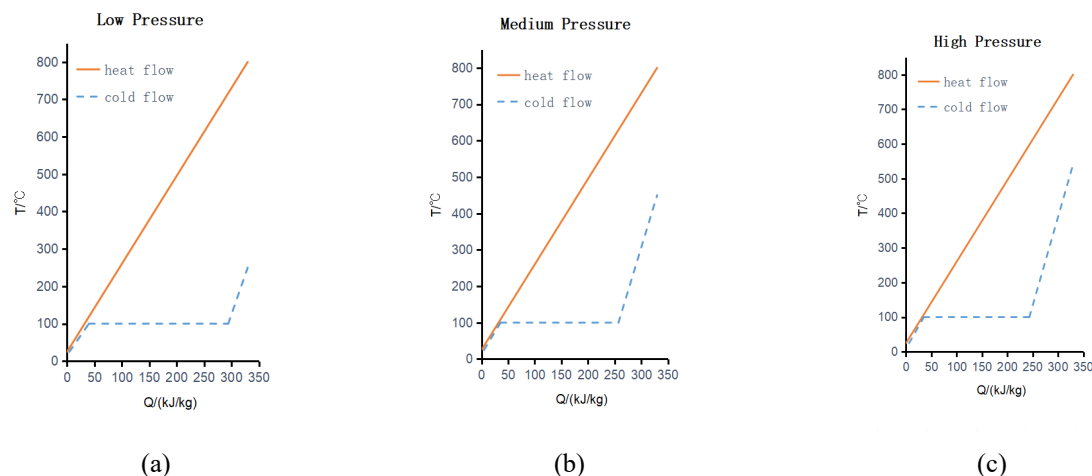 Low Pressure
heat flow
cold flow
800
700
600
500
400
300
200
100
0
T/℃
0 50 100 150 200 250 300 350
Q/(kJ/kg)
(a)
Medium Pressure
heat flow
cold flow
800
700
600
500
400
300
200
100
0
T/℃
0 50 100 150 200 250 300 350
Q/(kJ/kg)
(b)
High Pressure
heat flow
cold flow
800
700
600
500
400
300
200
100
0
T/℃
0 50 100 150 200 250 300 350
Q/(kJ/kg)
(c)